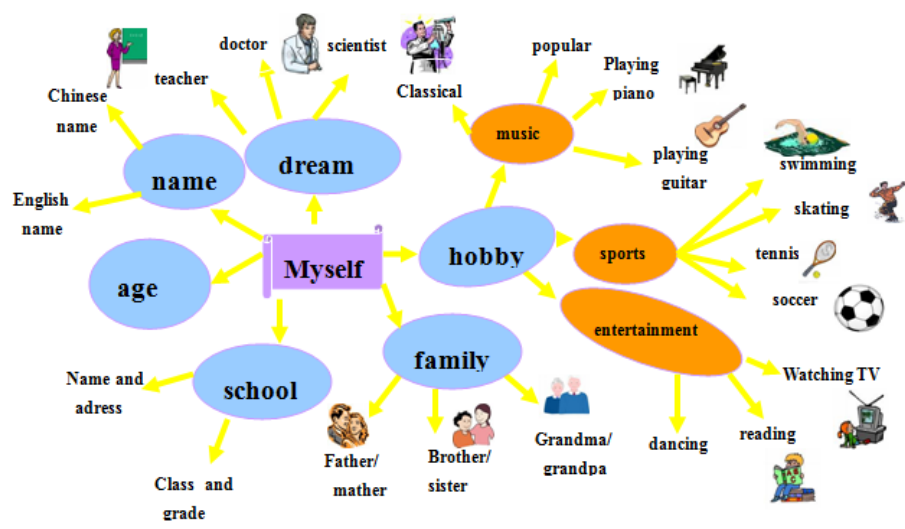 doctor
scientist
popular
teacher
Classical
Playing
piano
Chinese
name
music
dream
playing
guitar
swimming
name
English
name
skating
Myself
hobby
sports
tennis
age
soccer
entertainment
family
Name and
adress
school
Watching TV
Father/
mather
Brother/
sister
Grandma/
grandpa
dancing
reading
Class and
grade